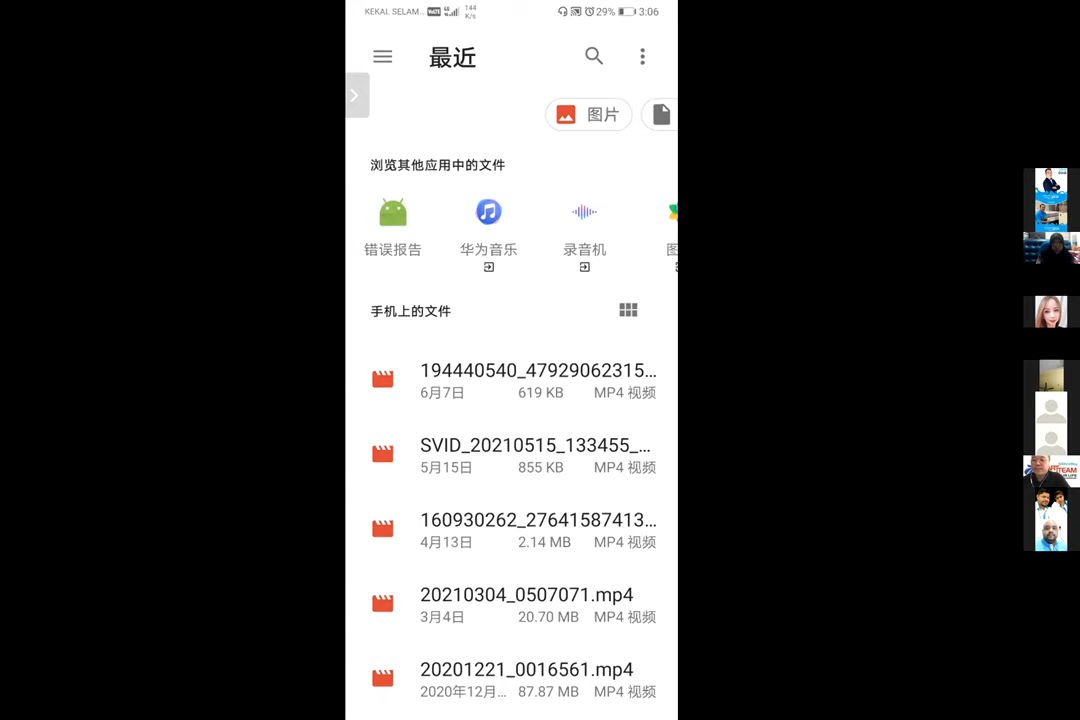 KEKAL SELAM... VoLTE 4G 144 K/s 29% 3:06
最近
图片
浏览其他应用中的文件
错误报告 华为音乐 录音机
手机上的文件
194440540_47929062315...
6月7日 619 KB MP4 视频
SVID_20210515_133455_...
5月15日 855 KB MP4 视频
160930262_27641587413...
4月13日 2.14 MB MP4 视频
20210304_0507071.mp4
3月4日 20.70 MB MP4 视频
20201221_0016561.mp4
2020年12月... 87.87 MB MP4 视频
TEAM